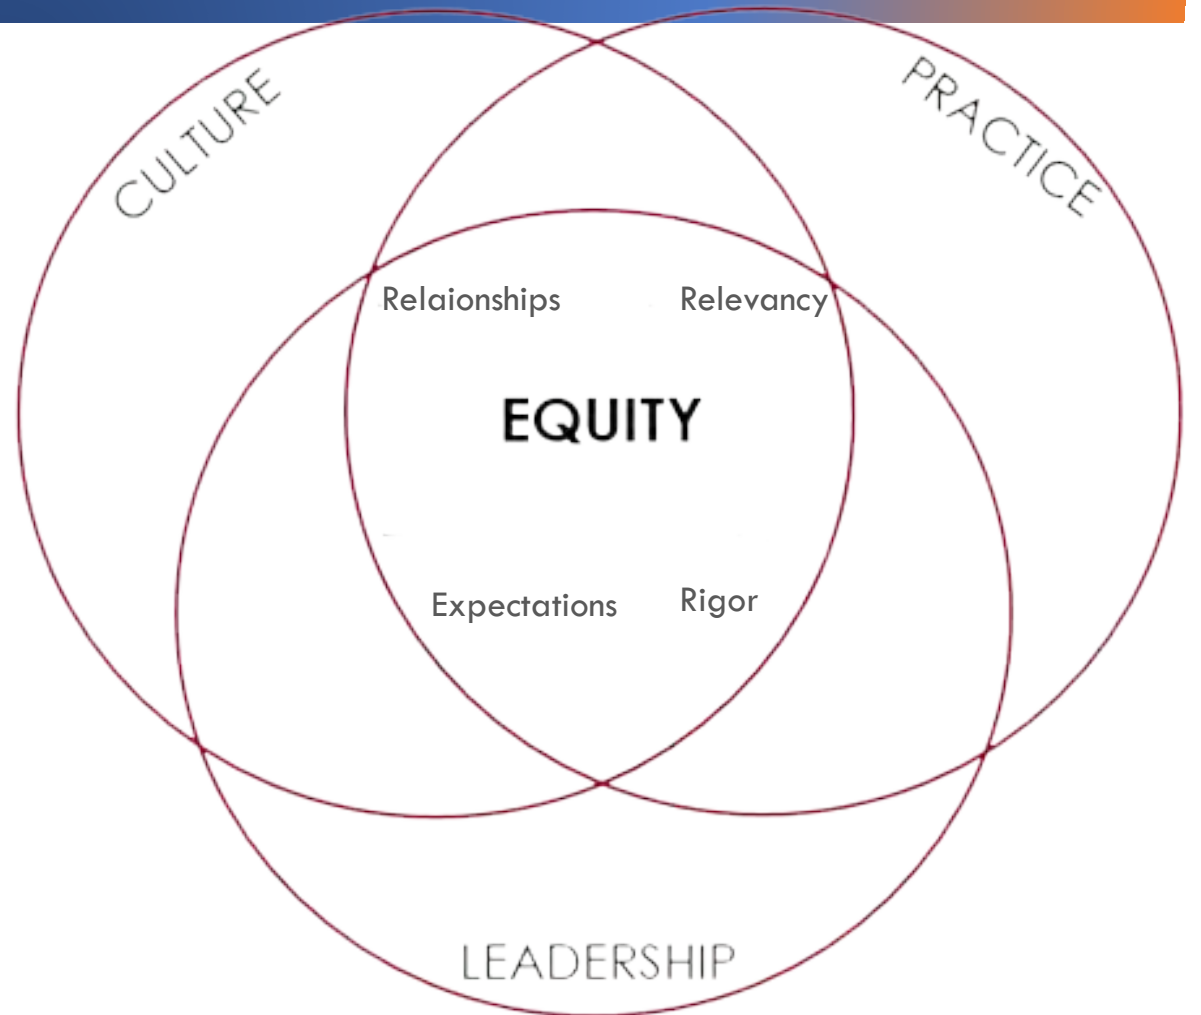 CULTURE
PRACTICE
Relaionships
Relevancy
EQUITY
Expectations
Rigor
LEADERSHIP